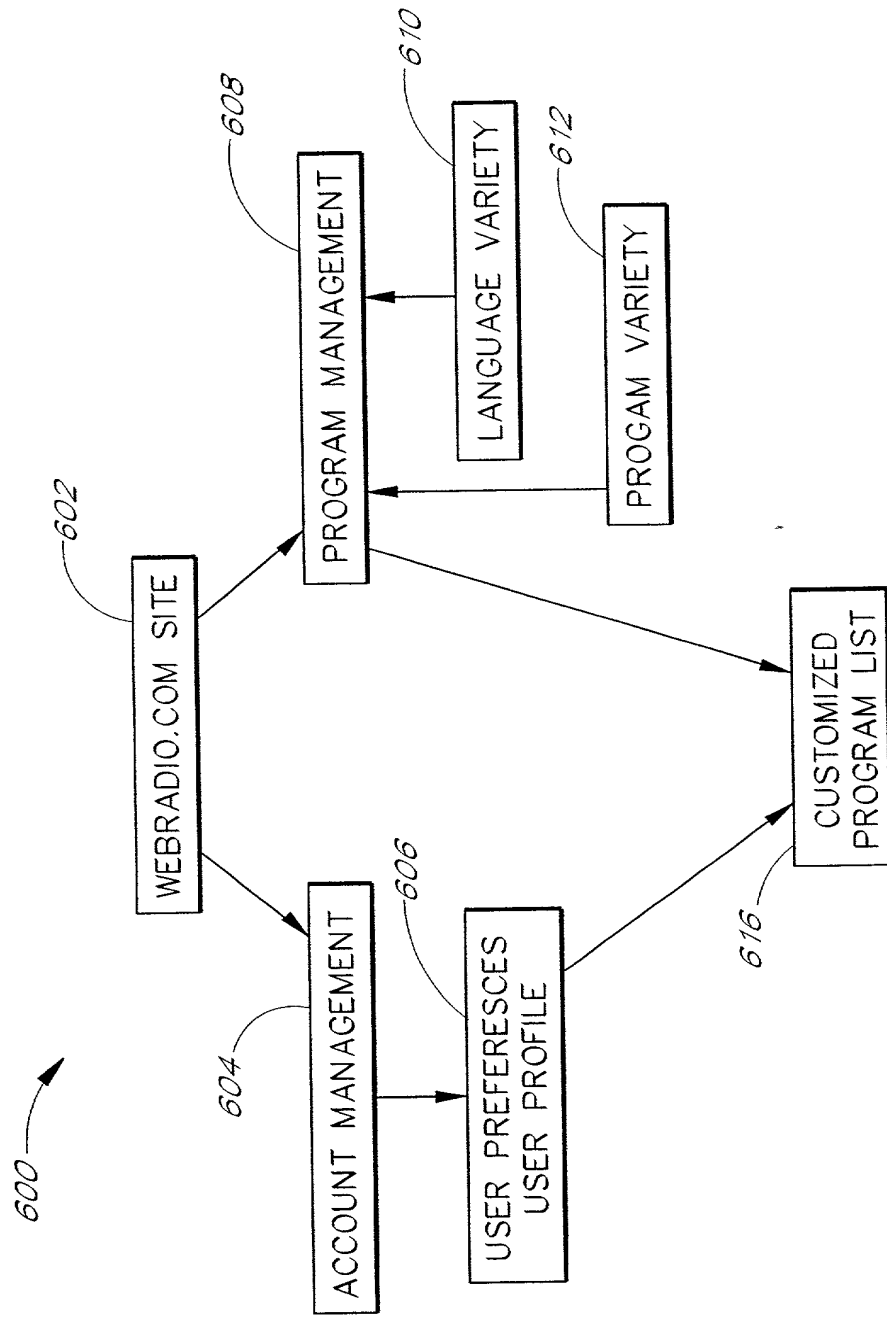 600
602
WEBRADIO.COM SITE
604
ACCOUNT MANAGEMENT
608
PROGRAM MANAGEMENT
606
USER PREFERESCES
USER PROFILE
610
LANGUAGE VARIETY
612
PROGAM VARIETY
616
CUSTOMIZED
PROGRAM LIST